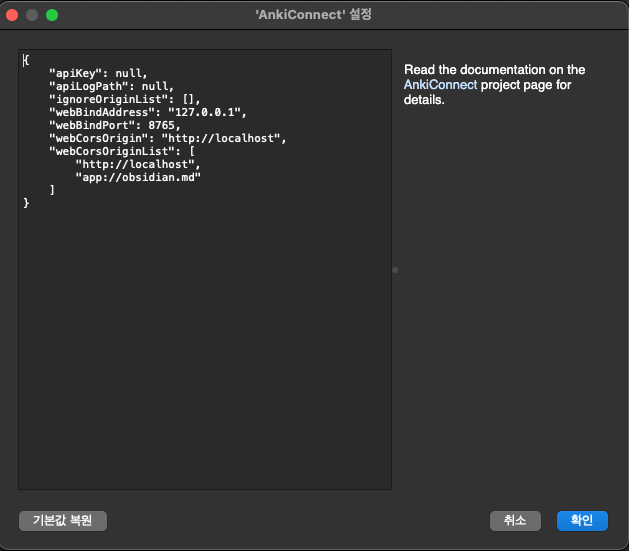 'AnkiConnect' 설정
{
    "apiKey": null,
    "apiLogPath": null,
    "ignoreOriginList": [],
    "webBindAddress": "127.0.0.1",
    "webBindPort": 8765,
    "webCorsOrigin": "http://localhost",
    "webCorsOriginList": [
        "http://localhost",
        "app://obsidian.md"
    ]
}
Read the documentation on the
AnkiConnect project page for
details.
기본값 복원
취소
확인